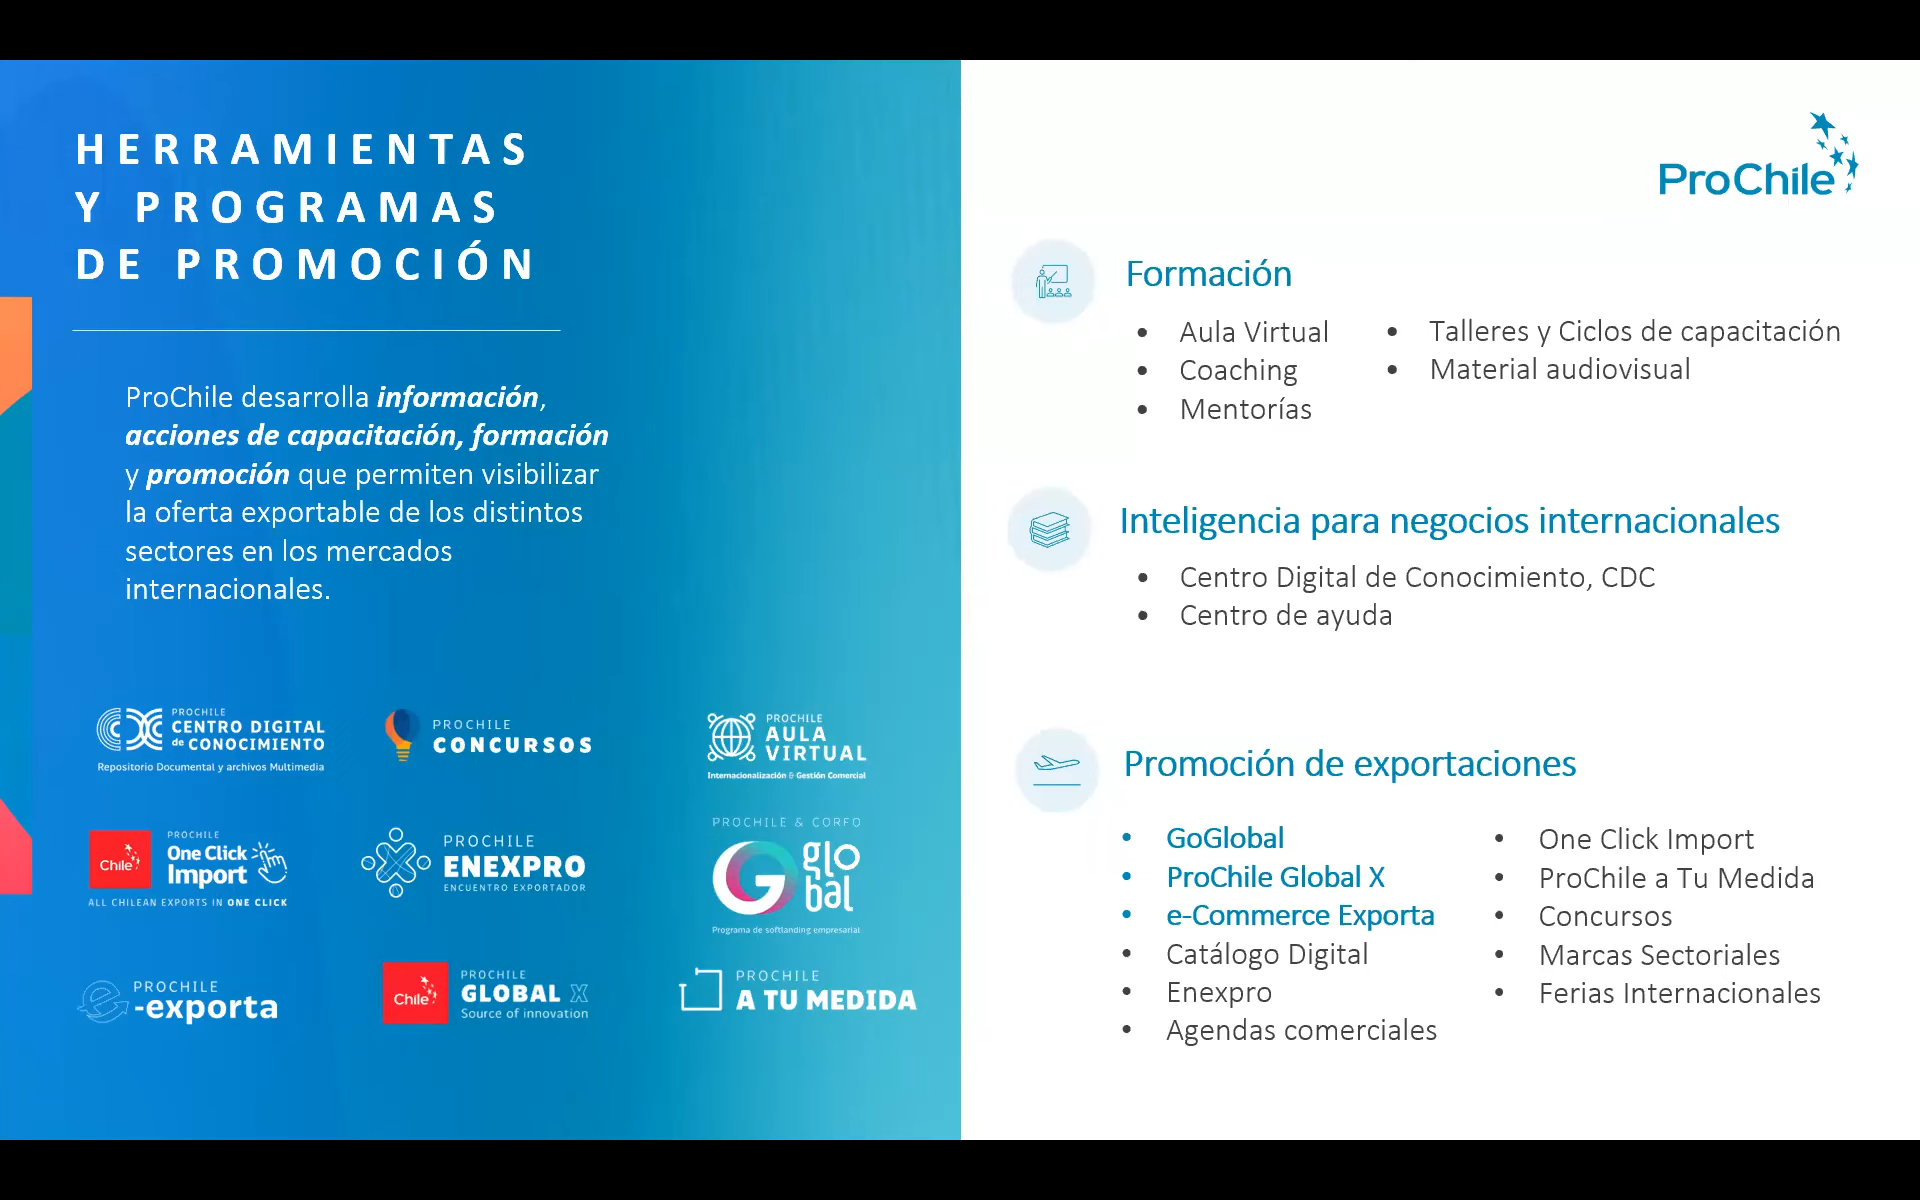 HERRAMIENTAS
Y PROGRAMAS
DE PROMOCIÓN
ProChile desarrolla información,
acciones de capacitación, formación
y promoción que permiten visibilizar
la oferta exportable de los distintos
sectores en los mercados
internacionales.
PROCHILE
CENTRO DIGITAL
de CONOCIMIENTO
Repositorio Documental y archivos Multimedia
PROCHILE
CONCURSOS
PROCHILE
AULA
VIRTUAL
Internacionalización & Gestión Comercial
Chile
PROCHILE
One Click
Import
ALL CHILEAN EXPORTS IN ONE CLICK
PROCHILE
ENEXPRO
ENCUENTRO EXPORTADOR
PROCHILE & CORFO
G global
Programa de softlanding empresarial
PROCHILE
e-exporta
Chile
PROCHILE
GLOBAL X
Source of innovation
PROCHILE
A TU MEDIDA
ProChile
Formación
• Aula Virtual
• Coaching
• Mentorías
• Talleres y Ciclos de capacitación
• Material audiovisual
Inteligencia para negocios internacionales
• Centro Digital de Conocimiento, CDC
• Centro de ayuda
Promoción de exportaciones
• GoGlobal
• ProChile Global X
• e-Commerce Exporta
• Catálogo Digital
• Enexpro
• Agendas comerciales
• One Click Import
• ProChile a Tu Medida
• Concursos
• Marcas Sectoriales
• Ferias Internacionales